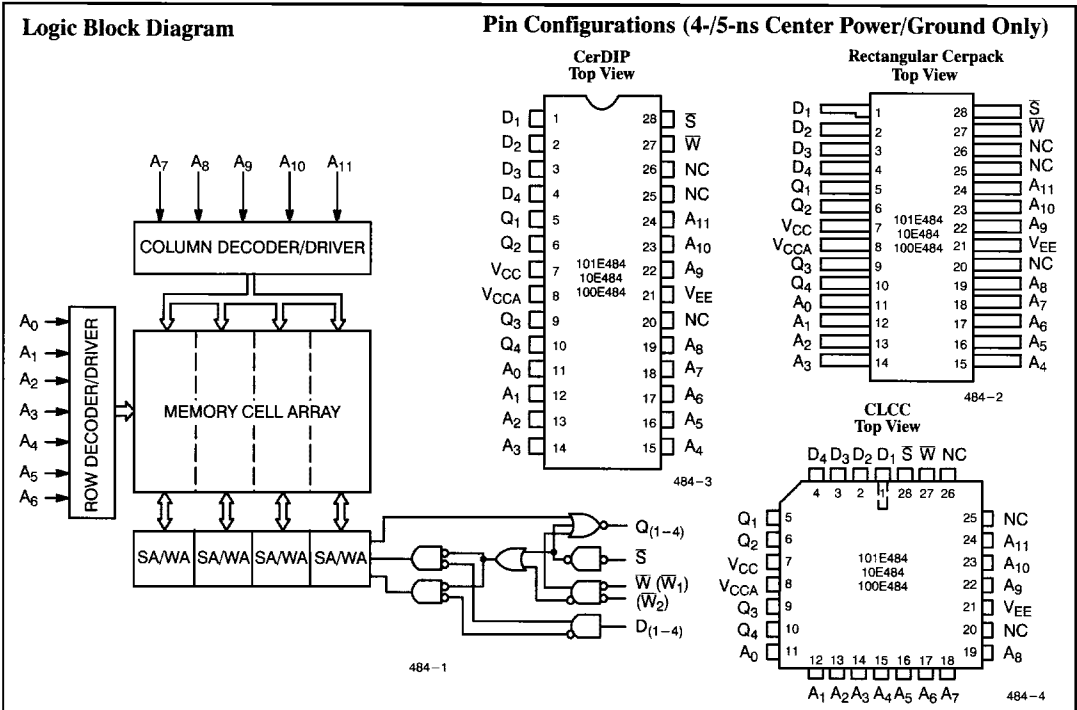 Logic Block Diagram
A7 A8 A9 A10 A11
COLUMN DECODER/DRIVER
A0
A1
A2
A3
A4
A5
A6
ROW DECODER/DRIVER
MEMORY CELL ARRAY
SA/WA SA/WA SA/WA SA/WA
Q(1−4)
S̅
W̅ (W̅1)
(W̅2)
D(1−4)
484−1
Pin Configurations (4-/5-ns Center Power/Ground Only)
CerDIP
Top View
D1 1 28 S̅
D2 2 27 W̅
D3 3 26 NC
D4 4 25 NC
Q1 5 24 A11
Q2 6 23 A10
VCC 7 101E484 22 A9
10E484
VCCA 8 100E484 21 VEE
Q3 9 20 NC
Q4 10 19 A8
A0 11 18 A7
A1 12 17 A6
A2 13 16 A5
A3 14 15 A4
484−3
Rectangular Cerpack
Top View
D1 1 28 S̅
D2 2 27 W̅
D3 3 26 NC
D4 4 25 NC
Q1 5 24 A11
Q2 6 23 A10
VCC 7 101E484 22 A9
10E484
VCCA 8 100E484 21 VEE
Q3 9 20 NC
Q4 10 19 A8
A0 11 18 A7
A1 12 17 A6
A2 13 16 A5
A3 14 15 A4
484−2
CLCC
Top View
D4 D3 D2 D1 S̅ W̅ NC
4 3 2 1 28 27 26
Q1 5 25 NC
Q2 6 24 A11
VCC 7 101E484 23 A10
10E484
VCCA 8 100E484 22 A9
Q3 9 21 VEE
Q4 10 20 NC
A0 11 19 A8
12 13 14 15 16 17 18
A1 A2 A3 A4 A5 A6 A7
484−4